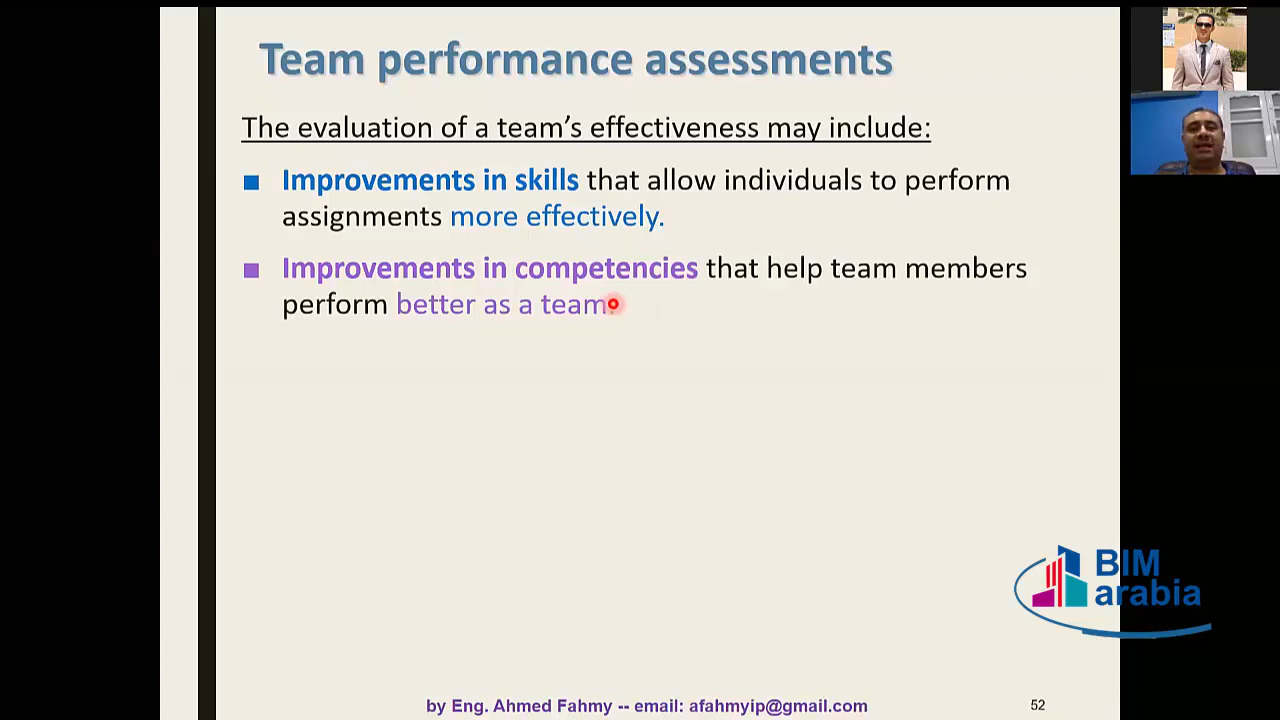 Team performance assessments
The evaluation of a team’s effectiveness may include:
Improvements in skills that allow individuals to perform
assignments more effectively.
Improvements in competencies that help team members
perform better as a team.
BIM
arabia
by Eng. Ahmed Fahmy -- email: afahmyip@gmail.com
52